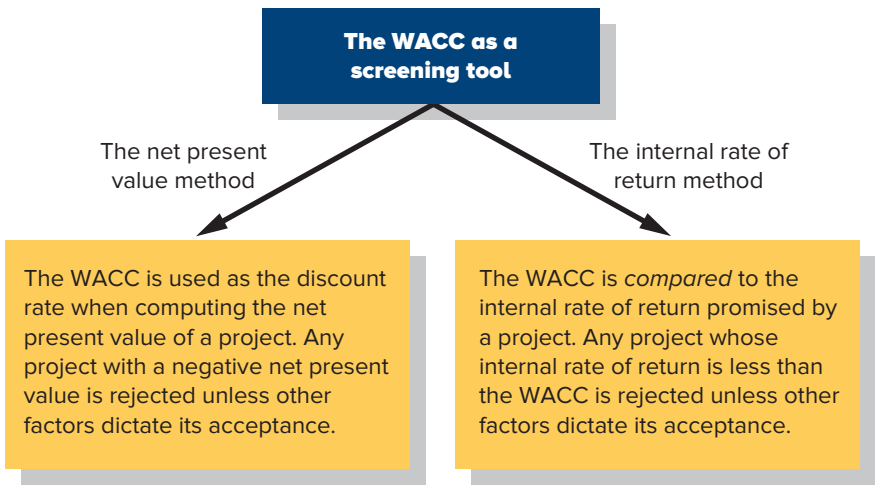 The WACC as a
screening tool
The net present
value method
The internal rate of
return method
The WACC is used as the discount
rate when computing the net
present value of a project. Any
project with a negative net present
value is rejected unless other
factors dictate its acceptance.
The WACC is compared to the
internal rate of return promised by
a project. Any project whose
internal rate of return is less than
the WACC is rejected unless other
factors dictate its acceptance.